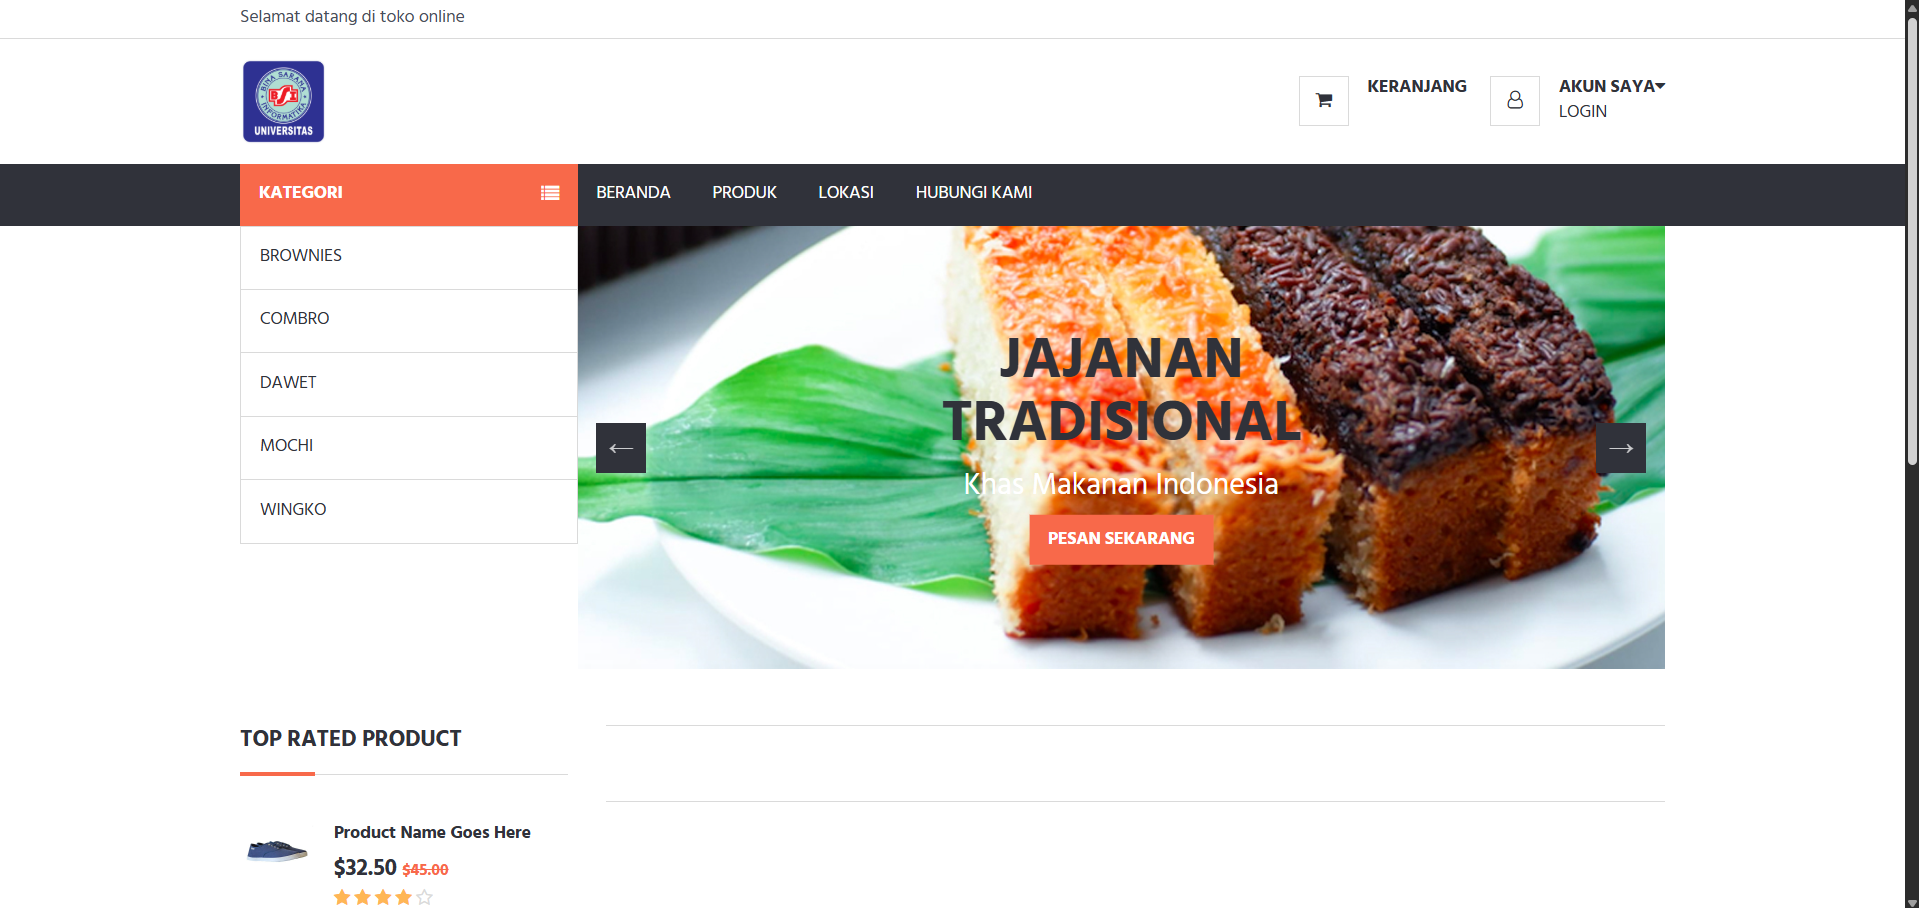 Selamat datang di toko online
BINA SARANA
BSI
INFORMATIKA
UNIVERSITAS
KERANJANG
AKUN SAYA
LOGIN
KATEGORI
BERANDA
PRODUK
LOKASI
HUBUNGI KAMI
BROWNIES
COMBRO
DAWET
MOCHI
WINGKO
JAJANAN
TRADISIONAL
Khas Makanan Indonesia
PESAN SEKARANG
TOP RATED PRODUCT
Product Name Goes Here
$32.50 $45.00